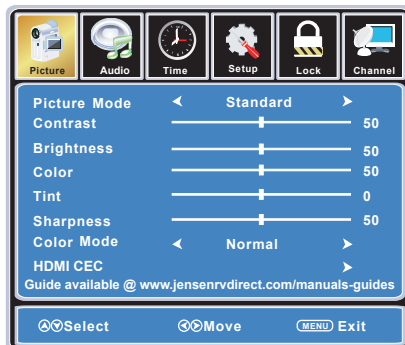 Picture Audio Time Setup Lock Channel
Picture Mode Standard
Contrast 50
Brightness 50
Color 50
Tint 0
Sharpness 50
Color Mode Normal
HDMI CEC
Guide available @ www.jensenrvdirect.com/manuals-guides
Select Move MENU Exit